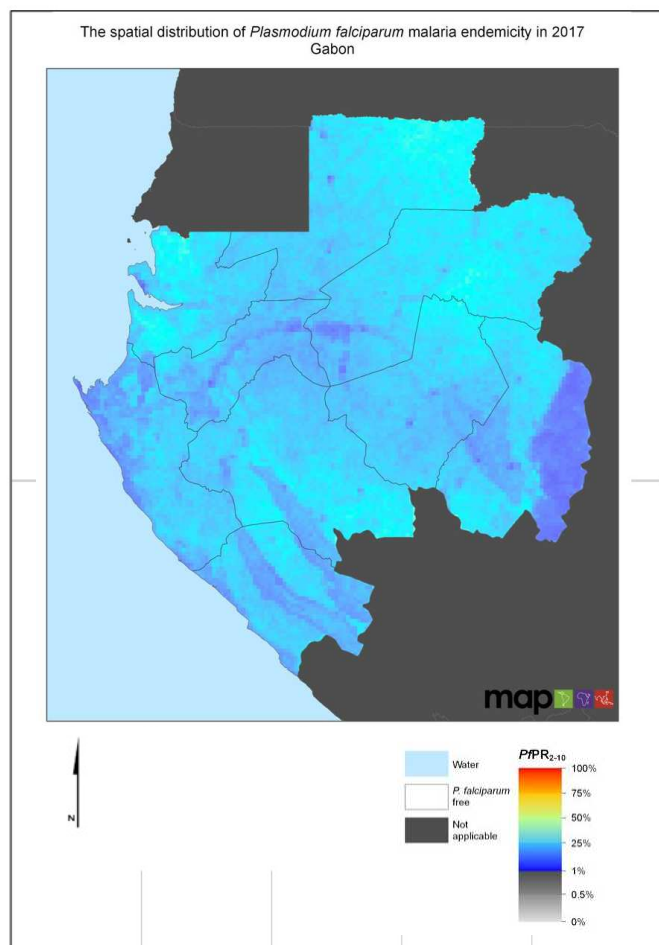 The spatial distribution of Plasmodium falciparum malaria endemicity in 2017
Gabon
map
N
Water
P. falciparum
free
Not
applicable
PfPR2-10
100%
75%
50%
25%
1%
0.5%
0%